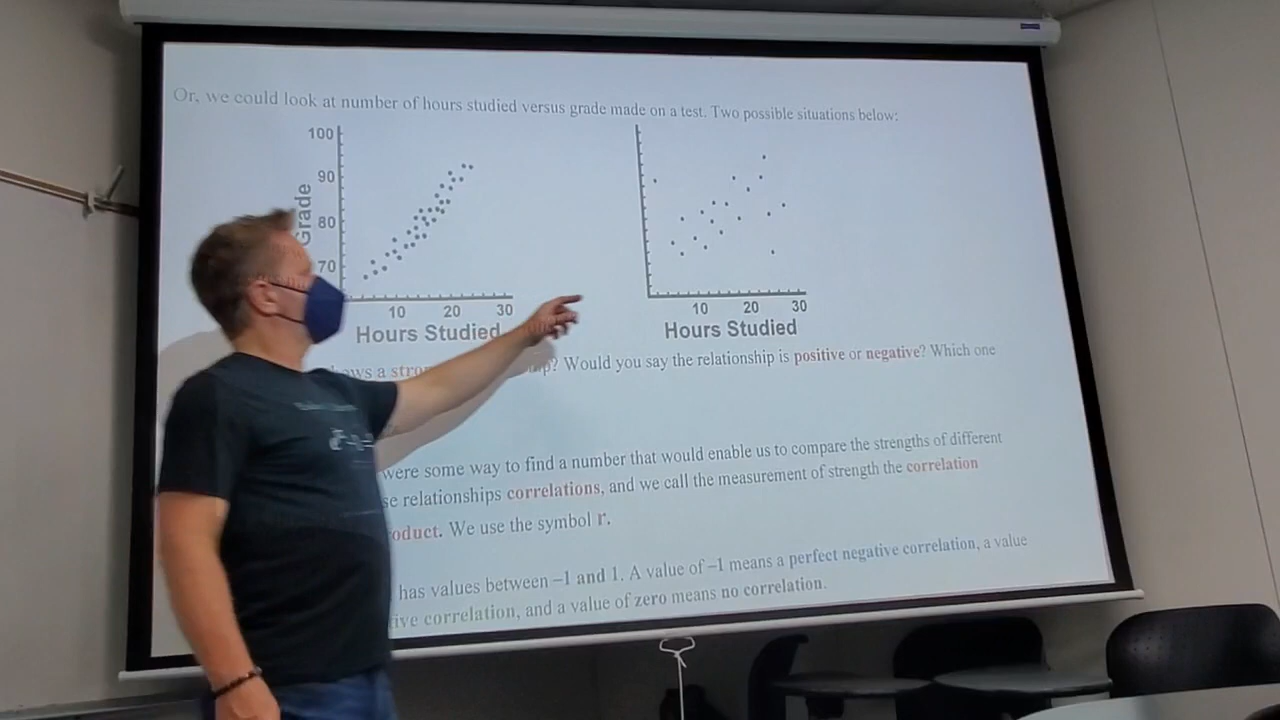 Or, we could look at number of hours studied versus grade made on a test. Two possible situations below:
100
90
80
70
Grade
10 20 30
Hours Studied
10 20 30
Hours Studied
a ? Would you say the relationship is positive or negative? Which one
were some way to find a number that would enable us to compare the strengths of different
relationships correlations, and we call the measurement of strength the correlation
We use the symbol r.
has values between –1 and 1. A value of –1 means a perfect negative correlation, a value
correlation, and a value of zero means no correlation.